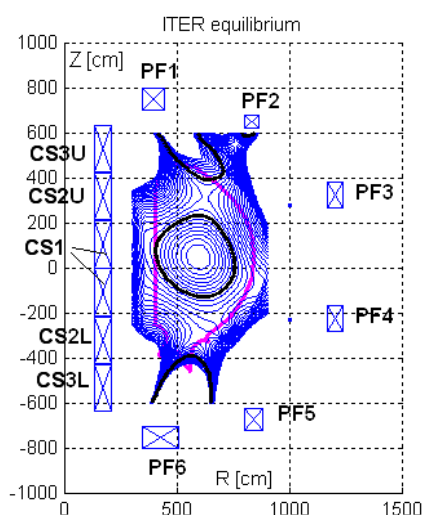 ITER equilibrium
1000
Z [cm]
PF1
800
PF2
600
CS3U
400
CS2U
PF3
200
CS1
0
-200
PF4
CS2L
-400
CS3L
-600
PF5
-800
PF6
R [cm]
-1000
0
500
1000
1500